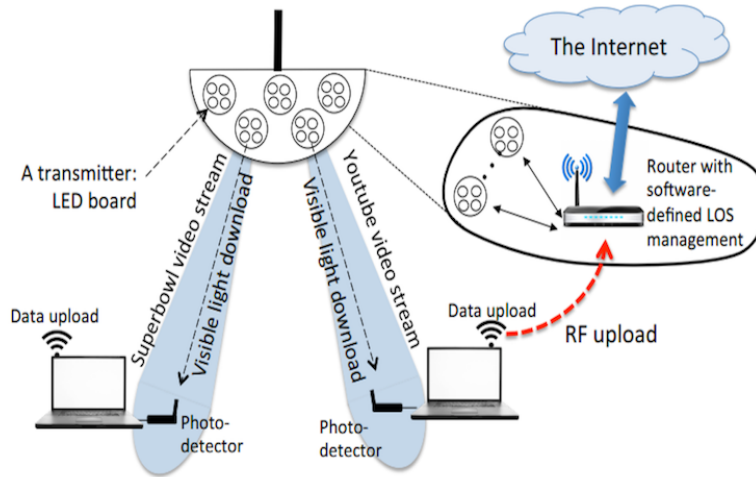 The Internet
A transmitter:
LED board
Superbowl video stream
Visible light download
Youtube video stream
Visible light download
Router with
software-
defined LOS
management
Data upload
Photo-
detector
Data upload
RF upload
Photo-
detector